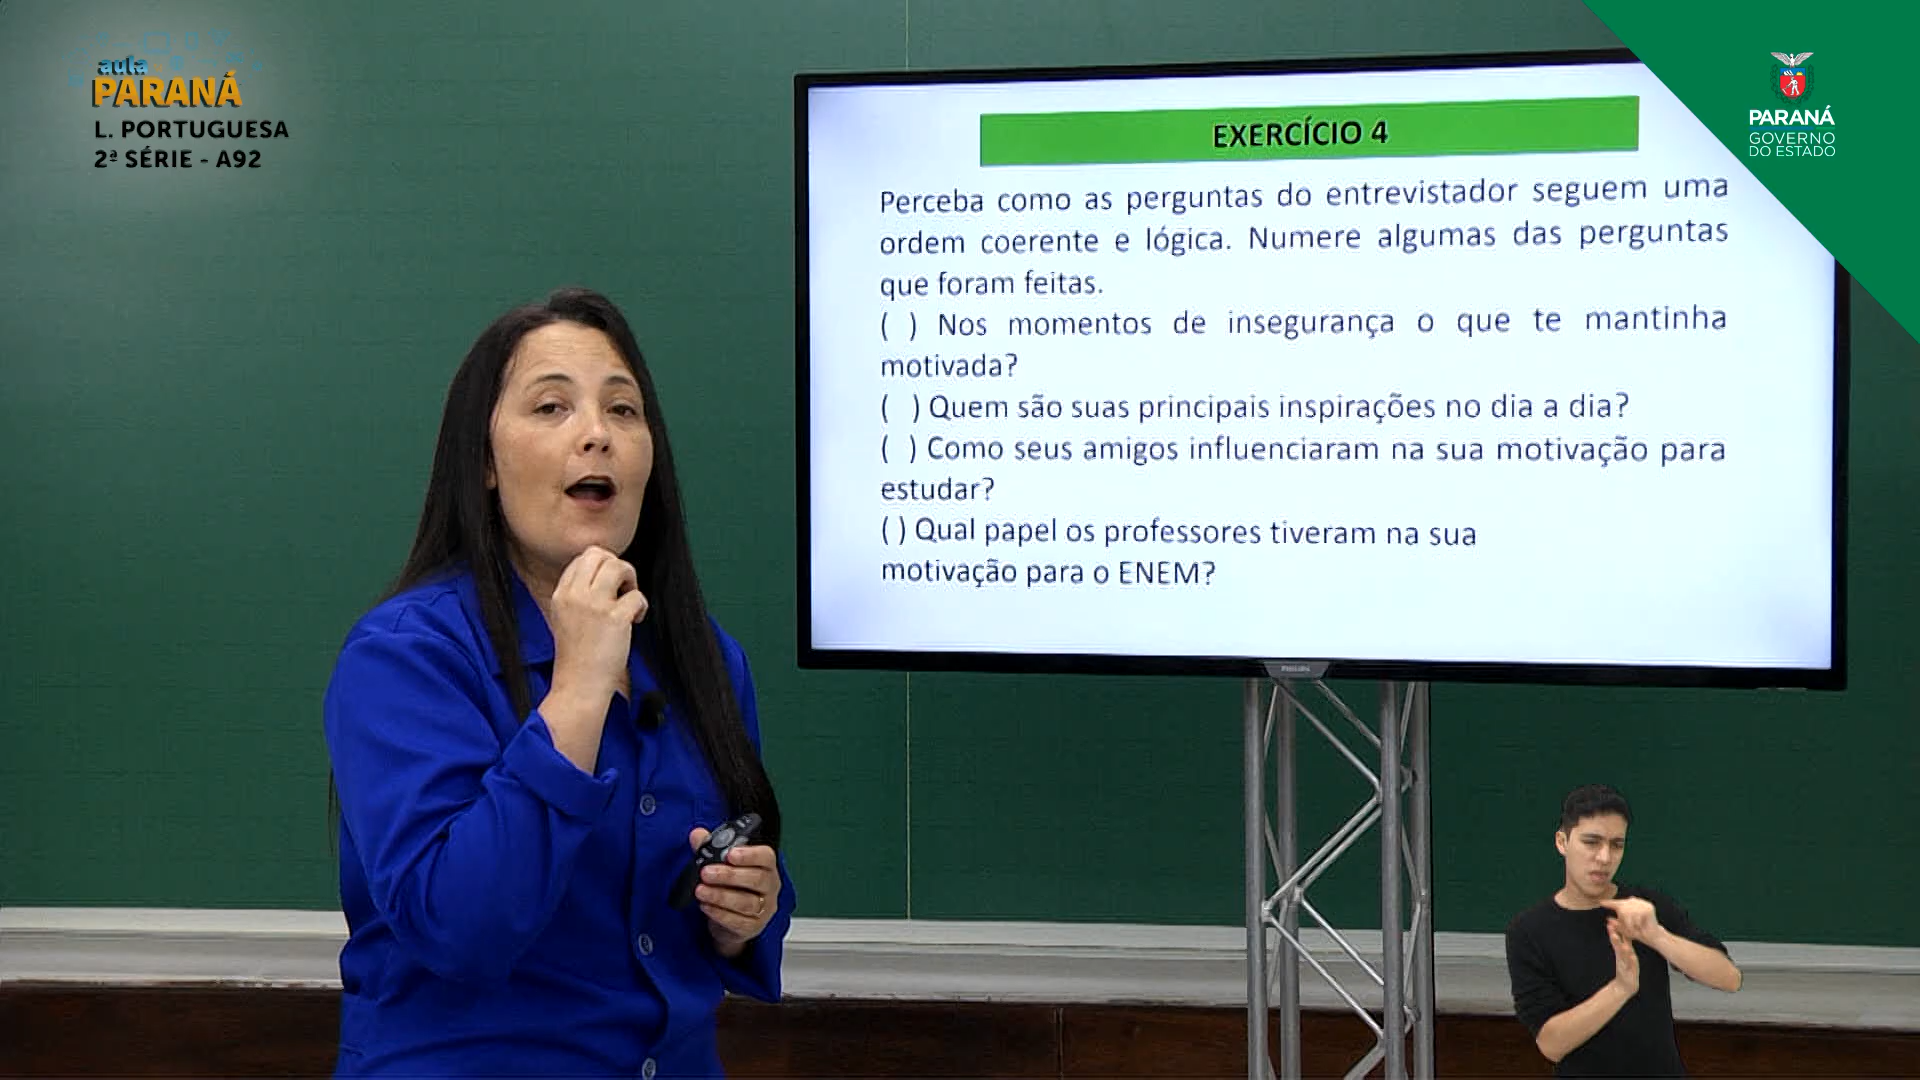 aula
PARANÁ
L. PORTUGUESA
2ª SÉRIE - A92
PARANÁ
GOVERNO
DO ESTADO
EXERCÍCIO 4
Perceba como as perguntas do entrevistador seguem uma
ordem coerente e lógica. Numere algumas das perguntas
que foram feitas.
( ) Nos momentos de insegurança o que te mantinha
motivada?
( ) Quem são suas principais inspirações no dia a dia?
( ) Como seus amigos influenciaram na sua motivação para
estudar?
( ) Qual papel os professores tiveram na sua
motivação para o ENEM?
PHILIPS